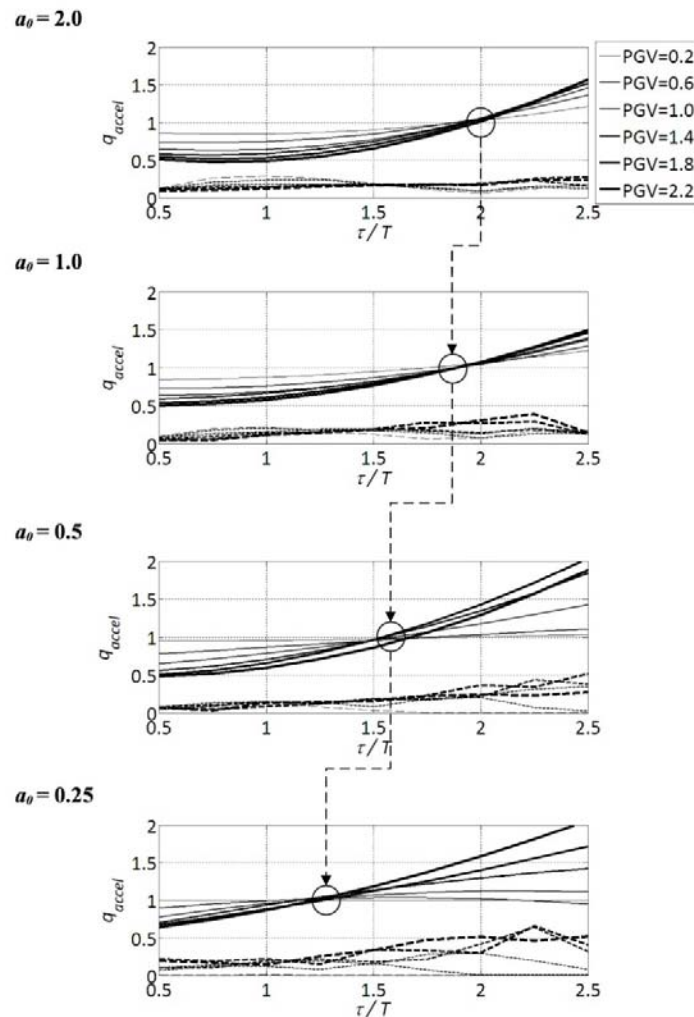 a₀ = 2.0
2
1.5
1
0.5
0
q_accel
0.5 1 1.5 2 2.5
τ/T
PGV=0.2
PGV=0.6
PGV=1.0
PGV=1.4
PGV=1.8
PGV=2.2
a₀ = 1.0
2
1.5
1
0.5
0
q_accel
0.5 1 1.5 2 2.5
τ/T
a₀ = 0.5
2
1.5
1
0.5
0
q_accel
0.5 1 1.5 2 2.5
τ/T
a₀ = 0.25
2
1.5
1
0.5
0
q_accel
0.5 1 1.5 2 2.5
τ/T